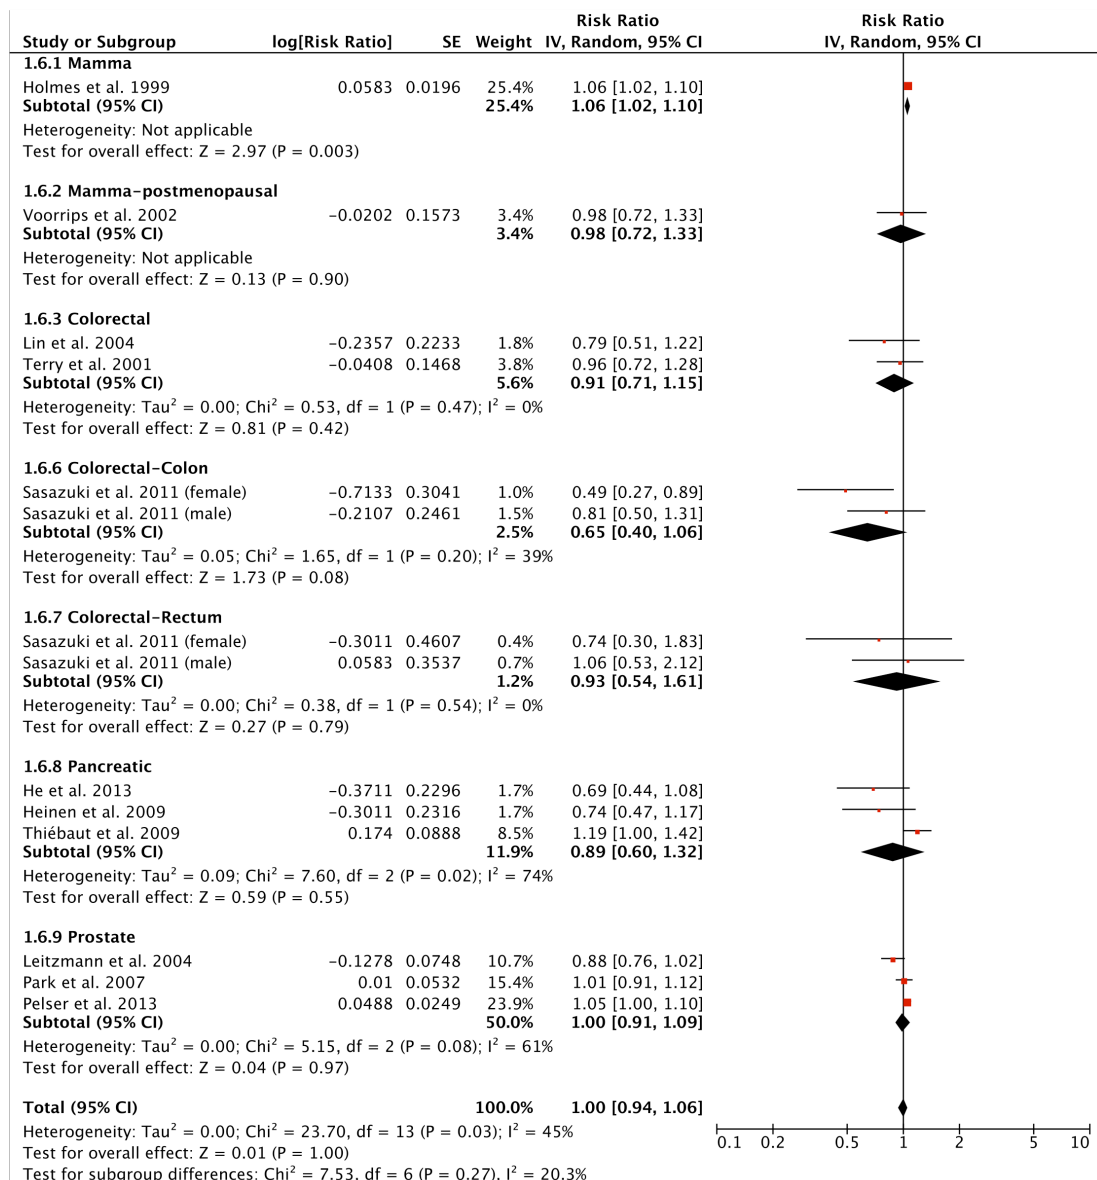 Risk Ratio Risk Ratio
Study or Subgroup log[Risk Ratio] SE Weight IV, Random, 95% CI IV, Random, 95% CI
1.6.1 Mamma
Holmes et al. 1999 0.0583 0.0196 25.4% 1.06 [1.02, 1.10]
Subtotal (95% CI) 25.4% 1.06 [1.02, 1.10]
Heterogeneity: Not applicable
Test for overall effect: Z = 2.97 (P = 0.003)
1.6.2 Mamma-postmenopausal
Voorrips et al. 2002 −0.0202 0.1573 3.4% 0.98 [0.72, 1.33]
Subtotal (95% CI) 3.4% 0.98 [0.72, 1.33]
Heterogeneity: Not applicable
Test for overall effect: Z = 0.13 (P = 0.90)
1.6.3 Colorectal
Lin et al. 2004 −0.2357 0.2233 1.8% 0.79 [0.51, 1.22]
Terry et al. 2001 −0.0408 0.1468 3.8% 0.96 [0.72, 1.28]
Subtotal (95% CI) 5.6% 0.91 [0.71, 1.15]
Heterogeneity: Tau² = 0.00; Chi² = 0.53, df = 1 (P = 0.47); I² = 0%
Test for overall effect: Z = 0.81 (P = 0.42)
1.6.6 Colorectal-Colon
Sasazuki et al. 2011 (female) −0.7133 0.3041 1.0% 0.49 [0.27, 0.89]
Sasazuki et al. 2011 (male) −0.2107 0.2461 1.5% 0.81 [0.50, 1.31]
Subtotal (95% CI) 2.5% 0.65 [0.40, 1.06]
Heterogeneity: Tau² = 0.05; Chi² = 1.65, df = 1 (P = 0.20); I² = 39%
Test for overall effect: Z = 1.73 (P = 0.08)
1.6.7 Colorectal-Rectum
Sasazuki et al. 2011 (female) −0.3011 0.4607 0.4% 0.74 [0.30, 1.83]
Sasazuki et al. 2011 (male) 0.0583 0.3537 0.7% 1.06 [0.53, 2.12]
Subtotal (95% CI) 1.2% 0.93 [0.54, 1.61]
Heterogeneity: Tau² = 0.00; Chi² = 0.38, df = 1 (P = 0.54); I² = 0%
Test for overall effect: Z = 0.27 (P = 0.79)
1.6.8 Pancreatic
He et al. 2013 −0.3711 0.2296 1.7% 0.69 [0.44, 1.08]
Heinen et al. 2009 −0.3011 0.2316 1.7% 0.74 [0.47, 1.17]
Thiébaut et al. 2009 0.174 0.0888 8.5% 1.19 [1.00, 1.42]
Subtotal (95% CI) 11.9% 0.89 [0.60, 1.32]
Heterogeneity: Tau² = 0.09; Chi² = 7.60, df = 2 (P = 0.02); I² = 74%
Test for overall effect: Z = 0.59 (P = 0.55)
1.6.9 Prostate
Leitzmann et al. 2004 −0.1278 0.0748 10.7% 0.88 [0.76, 1.02]
Park et al. 2007 0.01 0.0532 15.4% 1.01 [0.91, 1.12]
Pelser et al. 2013 0.0488 0.0249 23.9% 1.05 [1.00, 1.10]
Subtotal (95% CI) 50.0% 1.00 [0.91, 1.09]
Heterogeneity: Tau² = 0.00; Chi² = 5.15, df = 2 (P = 0.08); I² = 61%
Test for overall effect: Z = 0.04 (P = 0.97)
Total (95% CI) 100.0% 1.00 [0.94, 1.06]
Heterogeneity: Tau² = 0.00; Chi² = 23.70, df = 13 (P = 0.03); I² = 45%
Test for overall effect: Z = 0.01 (P = 1.00)
Test for subgroup differences: Chi² = 7.53, df = 6 (P = 0.27), I² = 20.3%
0.1 0.2 0.5 1 2 5 10